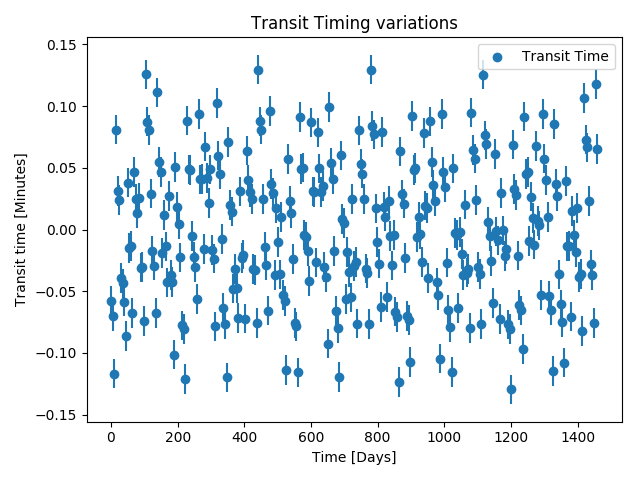 Transit Timing variations
Transit Time
Transit time [Minutes]
0.15
0.10
0.05
0.00
−0.05
−0.10
−0.15
0 200 400 600 800 1000 1200 1400
Time [Days]